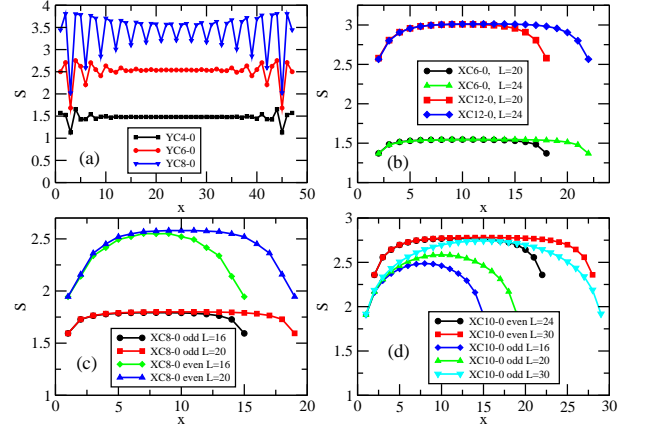 4
3.5
3
2.5
2
1.5
1
0.5
0
S
0 10 20 30 40 50
x
YC4-0
YC6-0
YC8-0
(a)
3
2.5
2
1.5
1
S
0 5 10 15 20
x
XC6-0, L=20
XC6-0, L=24
XC12-0, L=20
XC12-0, L=24
(b)
2.5
2
1.5
1
S
0 5 10 15 20
x
XC8-0 odd L=16
XC8-0 odd L=20
XC8-0 even L=16
XC8-0 even L=20
(c)
3
2.5
2
1.5
1
S
0 5 10 15 20 25 30
x
XC10-0 even L=24
XC10-0 even L=30
XC10-0 odd L=16
XC10-0 odd L=20
XC10-0 odd L=30
(d)